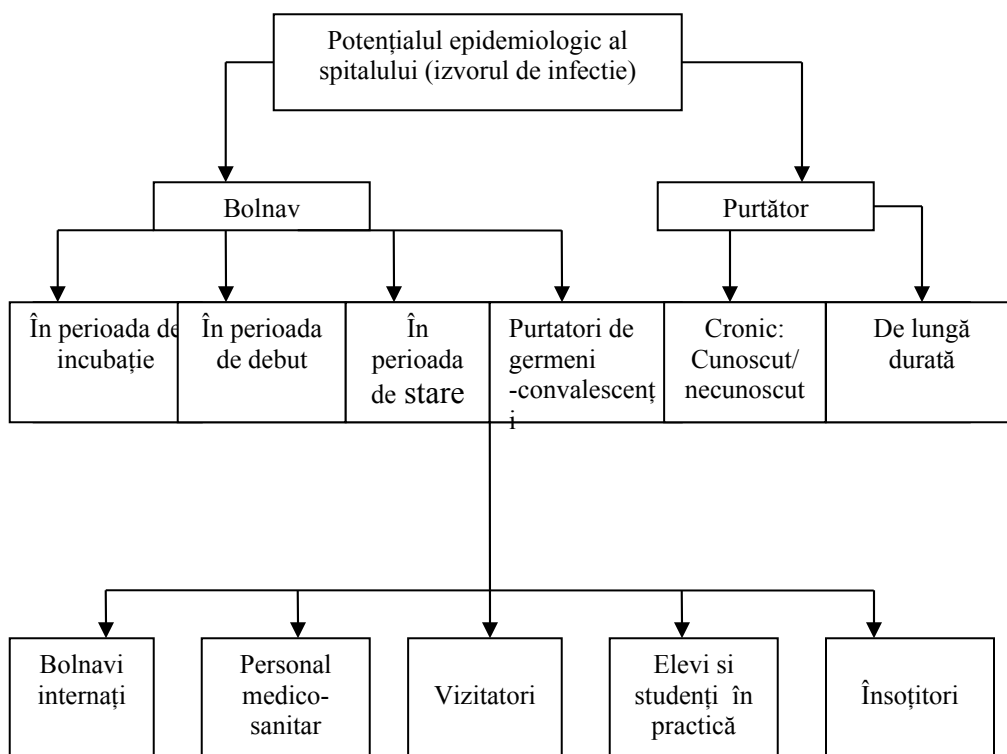 Potențialul epidemiologic al
spitalului (izvorul de infectie)
Bolnav
Purtător
În perioada de
incubație
În perioada
de debut
În
perioada
de stare
Purtatori de
germeni
-convalescenț
i
Cronic:
Cunoscut/
necunoscut
De lungă
durată
Bolnavi
internați
Personal
medico-
sanitar
Vizitatori
Elevi si
studenți în
practică
Însoțitori